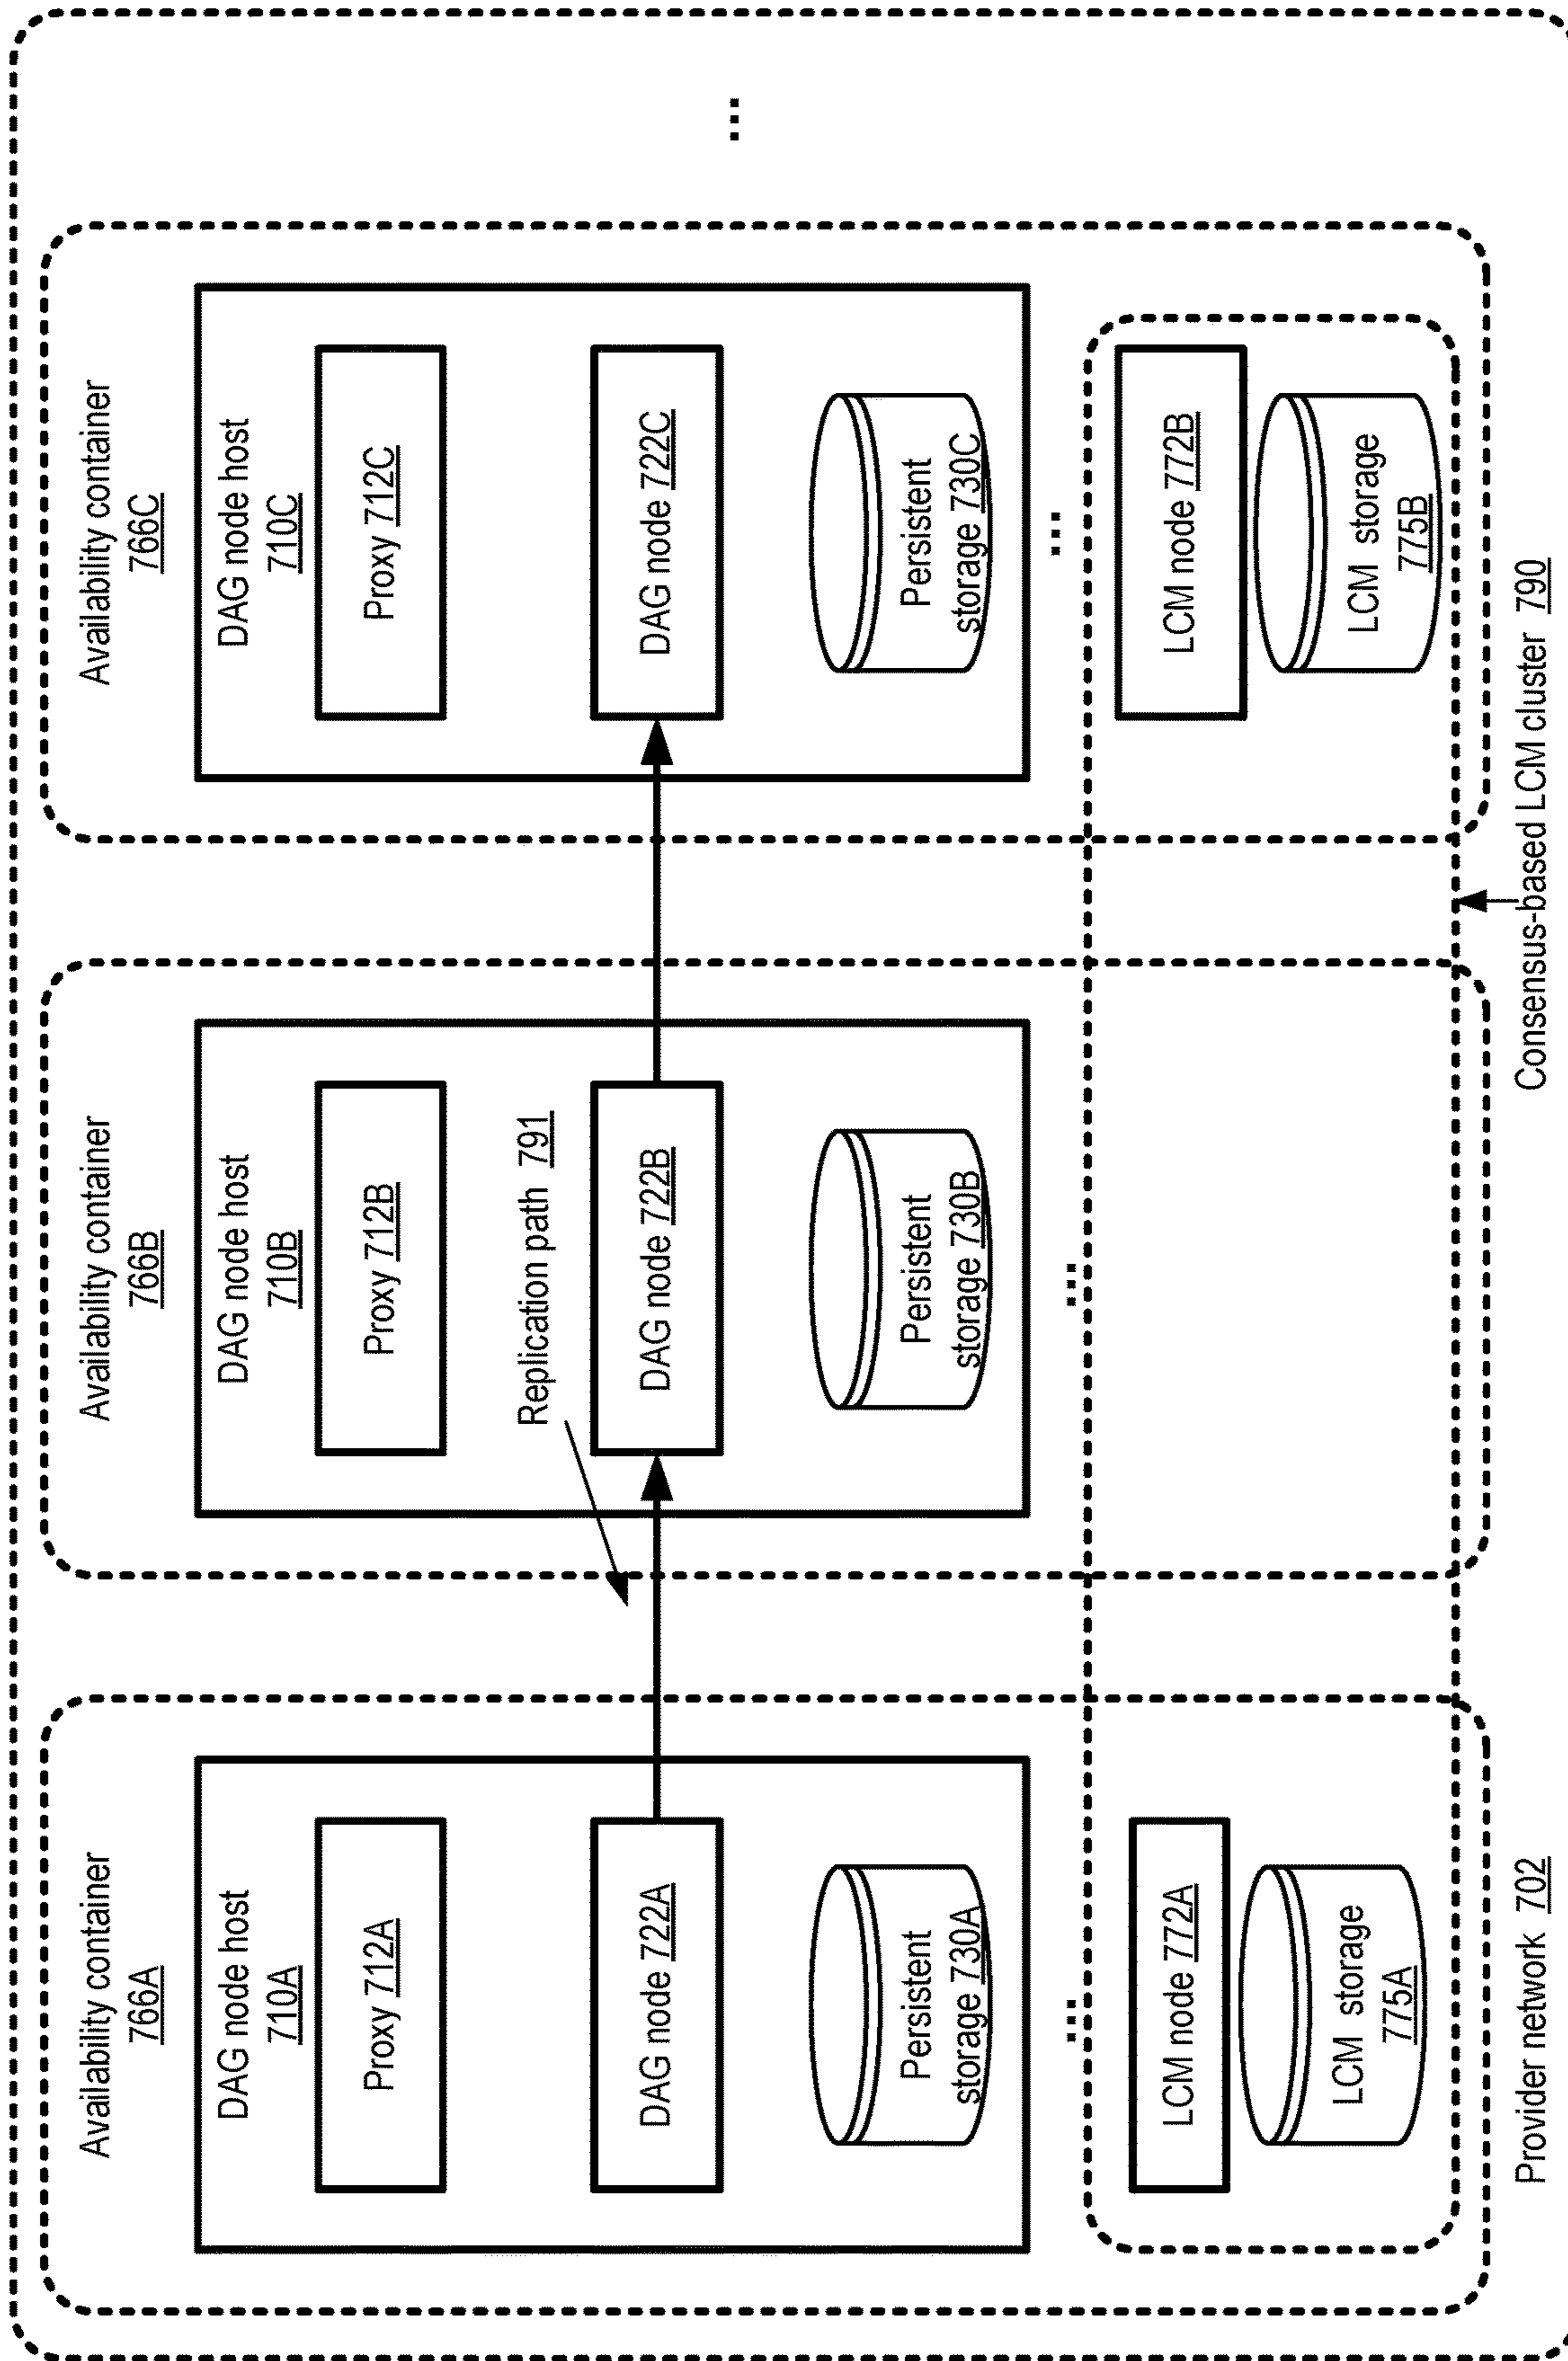 Availability container
766A
DAG node host
710A
Proxy 712A
DAG node 722A
Persistent
storage 730A
...
LCM node 772A
LCM storage
775A
Availability container
766B
DAG node host
710B
Proxy 712B
Replication path 791
DAG node 722B
Persistent
storage 730B
...
Availability container
766C
DAG node host
710C
Proxy 712C
DAG node 722C
Persistent
storage 730C
...
LCM node 772B
LCM storage
775B
...
Provider network 702
Consensus-based LCM cluster 790